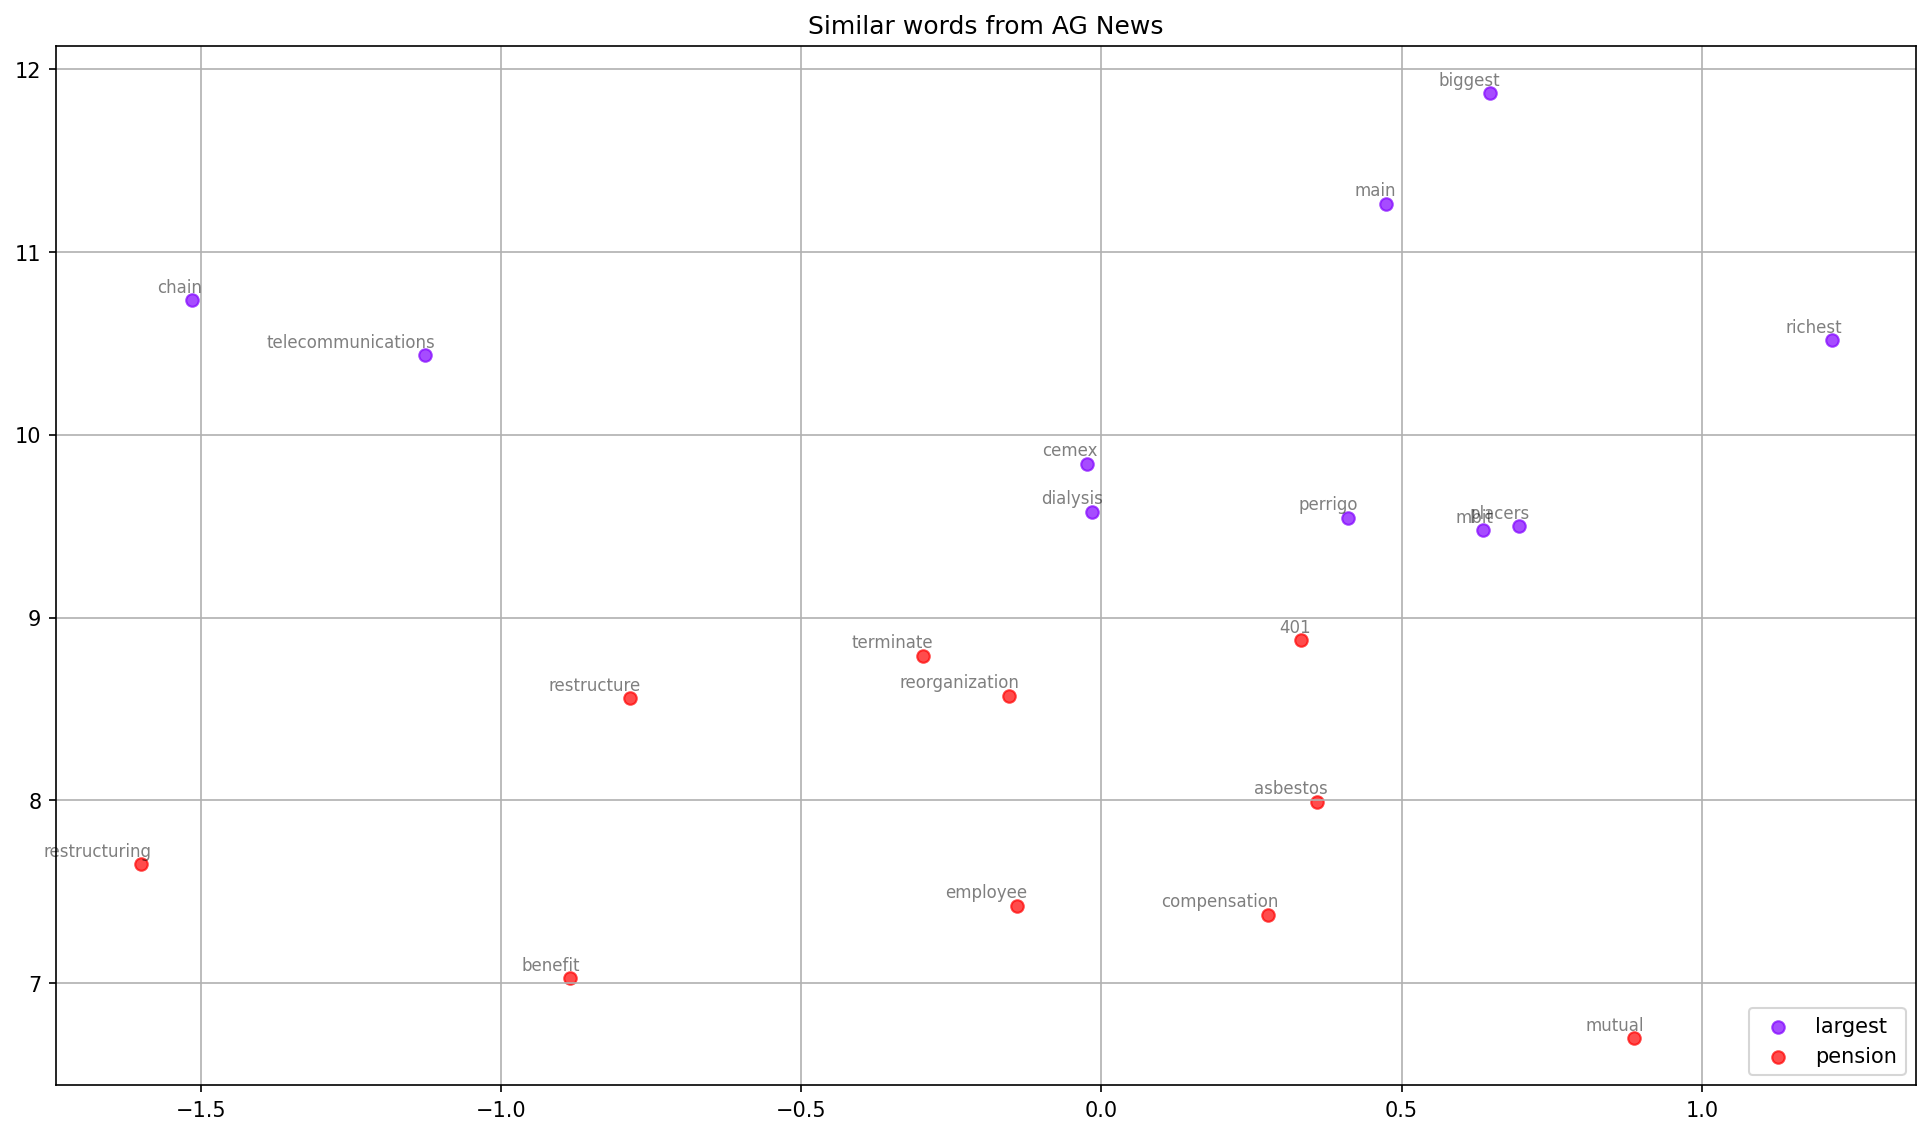 Similar words from AG News
12
biggest
main
11
chain
richest
telecommunications
10
cemex
dialysis
perrigo
placers
9
401
terminate
reorganization
restructure
asbestos
8
restructuring
employee
compensation
benefit
7
mutual
largest
pension
−1.5
−1.0
−0.5
0.0
0.5
1.0